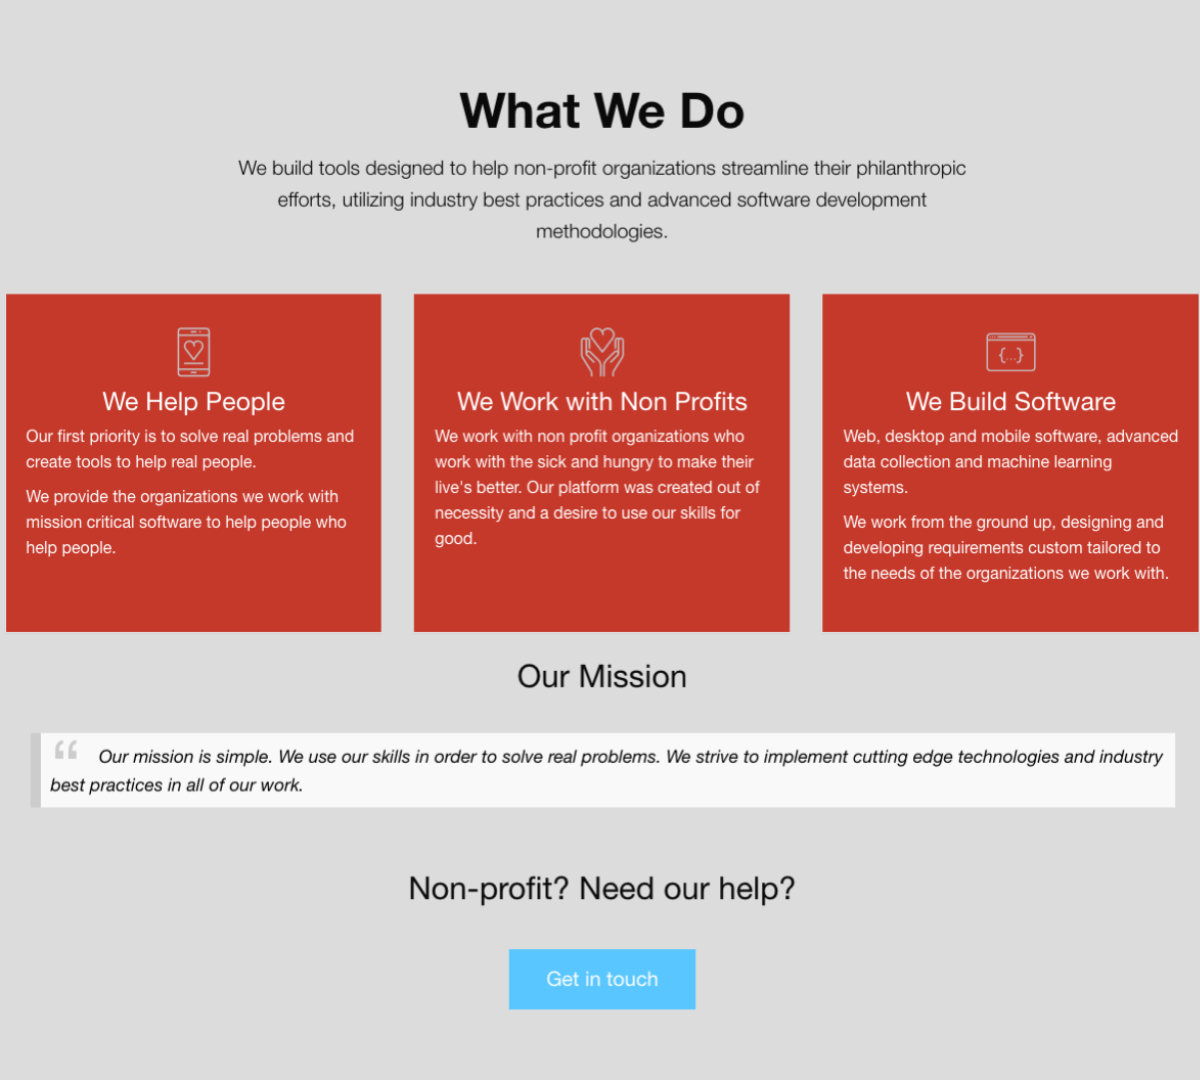 What We Do
We build tools designed to help non-profit organizations streamline their philanthropic
efforts, utilizing industry best practices and advanced software development
methodologies.
We Help People
Our first priority is to solve real problems and
create tools to help real people.
We provide the organizations we work with
mission critical software to help people who
help people.
We Work with Non Profits
We work with non profit organizations who
work with the sick and hungry to make their
live's better. Our platform was created out of
necessity and a desire to use our skills for
good.
{...}
We Build Software
Web, desktop and mobile software, advanced
data collection and machine learning
systems.
We work from the ground up, designing and
developing requirements custom tailored to
the needs of the organizations we work with.
Our Mission
“ Our mission is simple. We use our skills in order to solve real problems. We strive to implement cutting edge technologies and industry
best practices in all of our work.
Non-profit? Need our help?
Get in touch